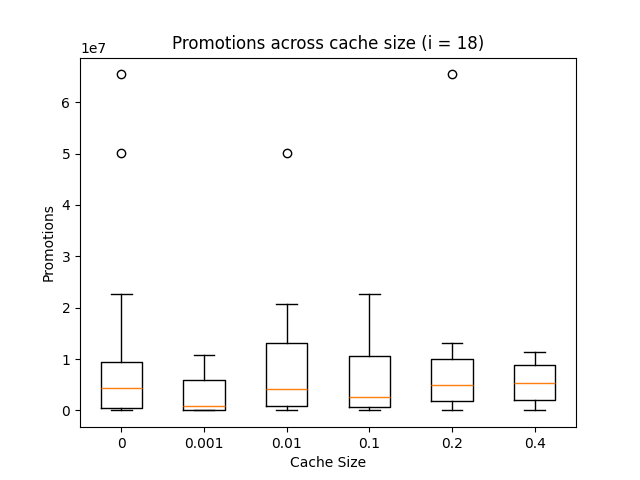 Promotions across cache size (i = 18)
1e7
6
5
4
3
2
1
0
Promotions
0 0.001 0.01 0.1 0.2 0.4
Cache Size